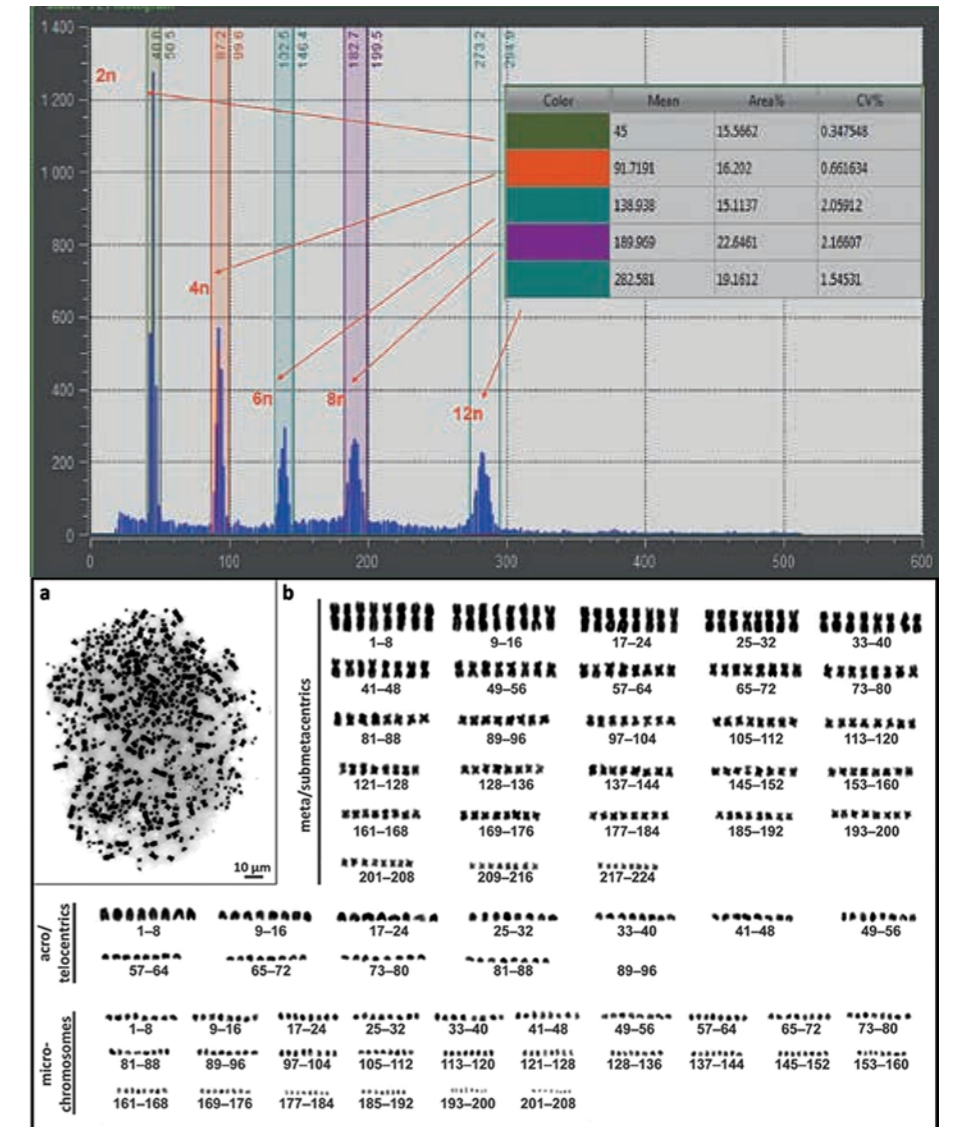 1 400
1 200
1 000
800
600
400
200
0
0 100 200 300 400 500 600
50.5
87.2
99.6
132.5
146.4
182.7
199.5
273.2
2n
4n
6n
8n
12n
Color Mean Area% CV%
45 15.5662 0.347548
91.7191 16.202 0.661634
138.938 15.1137 2.05912
189.969 22.6461 2.16607
282.581 19.1612 1.54531
a
10 µm
b
meta/submetacentrics
1–8 9–16 17–24 25–32 33–40
41–48 49–56 57–64 65–72 73–80
81–88 89–96 97–104 105–112 113–120
121–128 128–136 137–144 145–152 153–160
161–168 169–176 177–184 185–192 193–200
201–208 209–216 217–224
acro/
telocentrics
1–8 9–16 17–24 25–32 33–40 41–48 49–56
57–64 65–72 73–80 81–88 89–96
micro-
chromosomes
1–8 9–16 17–24 25–32 33–40 41–48 49–56 57–64 65–72 73–80
81–88 89–96 97–104 105–112 113–120 121–128 128–136 137–144 145–152 153–160
161–168 169–176 177–184 185–192 193–200 201–208